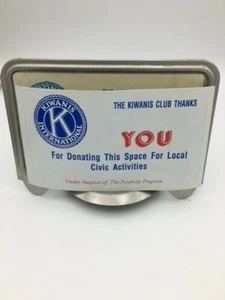 KIWANIS
K
INTERNATIONAL
THE KIWANIS CLUB THANKS
YOU
For Donating This Space For Local
Civic Activities
Under Auspices of The Foodway Program